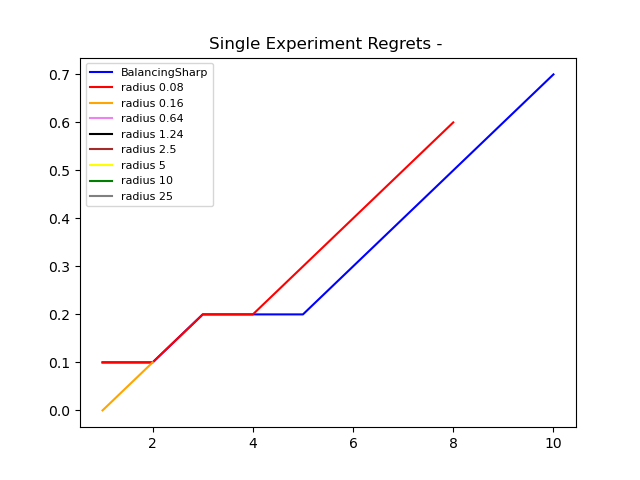 Single Experiment Regrets -
BalancingSharp
radius 0.08
radius 0.16
radius 0.64
radius 1.24
radius 2.5
radius 5
radius 10
radius 25
0.7
0.6
0.5
0.4
0.3
0.2
0.1
0.0
2 4 6 8 10